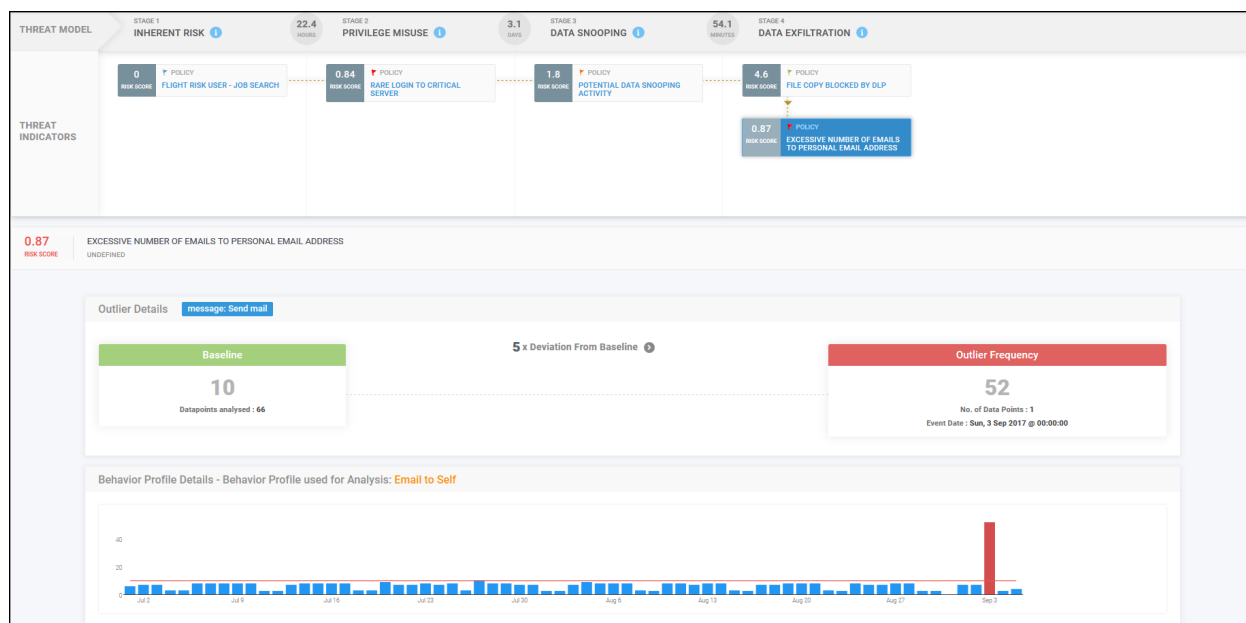 THREAT MODEL
STAGE 1
INHERENT RISK
22.4
HOURS
STAGE 2
PRIVILEGE MISUSE
3.1
DAYS
STAGE 3
DATA SNOOPING
54.1
MINUTES
STAGE 4
DATA EXFILTRATION
THREAT
INDICATORS
0
RISK SCORE
POLICY
FLIGHT RISK USER - JOB SEARCH
0.84
RISK SCORE
POLICY
RARE LOGIN TO CRITICAL
SERVER
1.8
RISK SCORE
POLICY
POTENTIAL DATA SNOOPING
ACTIVITY
4.6
RISK SCORE
POLICY
FILE COPY BLOCKED BY DLP
0.87
RISK SCORE
POLICY
EXCESSIVE NUMBER OF EMAILS
TO PERSONAL EMAIL ADDRESS
0.87
RISK SCORE
EXCESSIVE NUMBER OF EMAILS TO PERSONAL EMAIL ADDRESS
UNDEFINED
Outlier Details message: Send mail
Baseline
10
Datapoints analysed : 66
5 x Deviation From Baseline
Outlier Frequency
52
No. of Data Points : 1
Event Date : Sun, 3 Sep 2017 @ 00:00:00
Behavior Profile Details - Behavior Profile used for Analysis: Email to Self
40
20
0
Jul 2 Jul 9 Jul 16 Jul 23 Jul 30 Aug 6 Aug 13 Aug 20 Aug 27 Sep 3